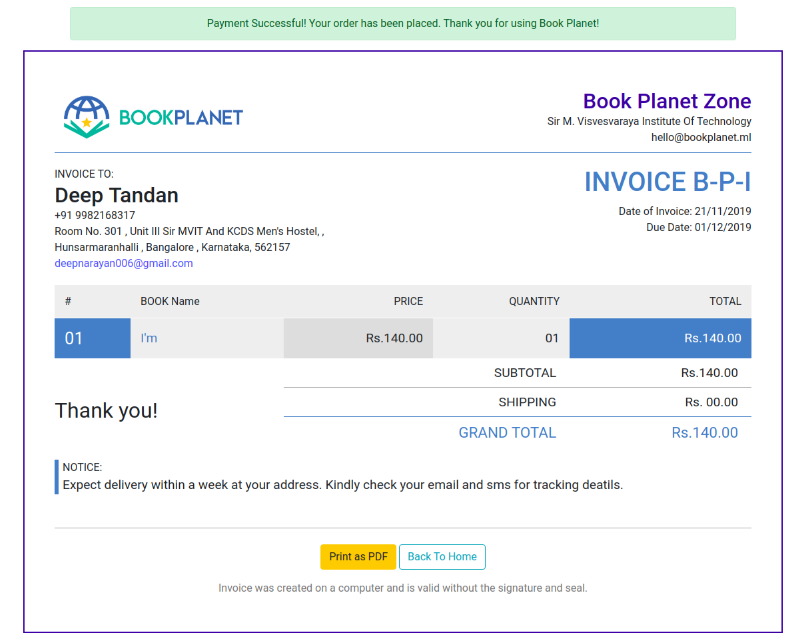 Payment Successful! Your order has been placed. Thank you for using Book Planet!
BOOKPLANET
Book Planet Zone
Sir M. Visvesvaraya Institute Of Technology
hello@bookplanet.ml
INVOICE TO:
Deep Tandan
+91 9982168317
Room No. 301 , Unit III Sir MVIT And KCDS Men's Hostel, ,
Hunsarmaranhalli , Bangalore , Karnataka, 562157
deepnarayan006@gmail.com
INVOICE B-P-I
Date of Invoice: 21/11/2019
Due Date: 01/12/2019
# BOOK Name PRICE QUANTITY TOTAL
01 I'm Rs.140.00 01 Rs.140.00
SUBTOTAL Rs.140.00
SHIPPING Rs. 00.00
GRAND TOTAL Rs.140.00
Thank you!
NOTICE:
Expect delivery within a week at your address. Kindly check your email and sms for tracking deatils.
Print as PDF Back To Home
Invoice was created on a computer and is valid without the signature and seal.